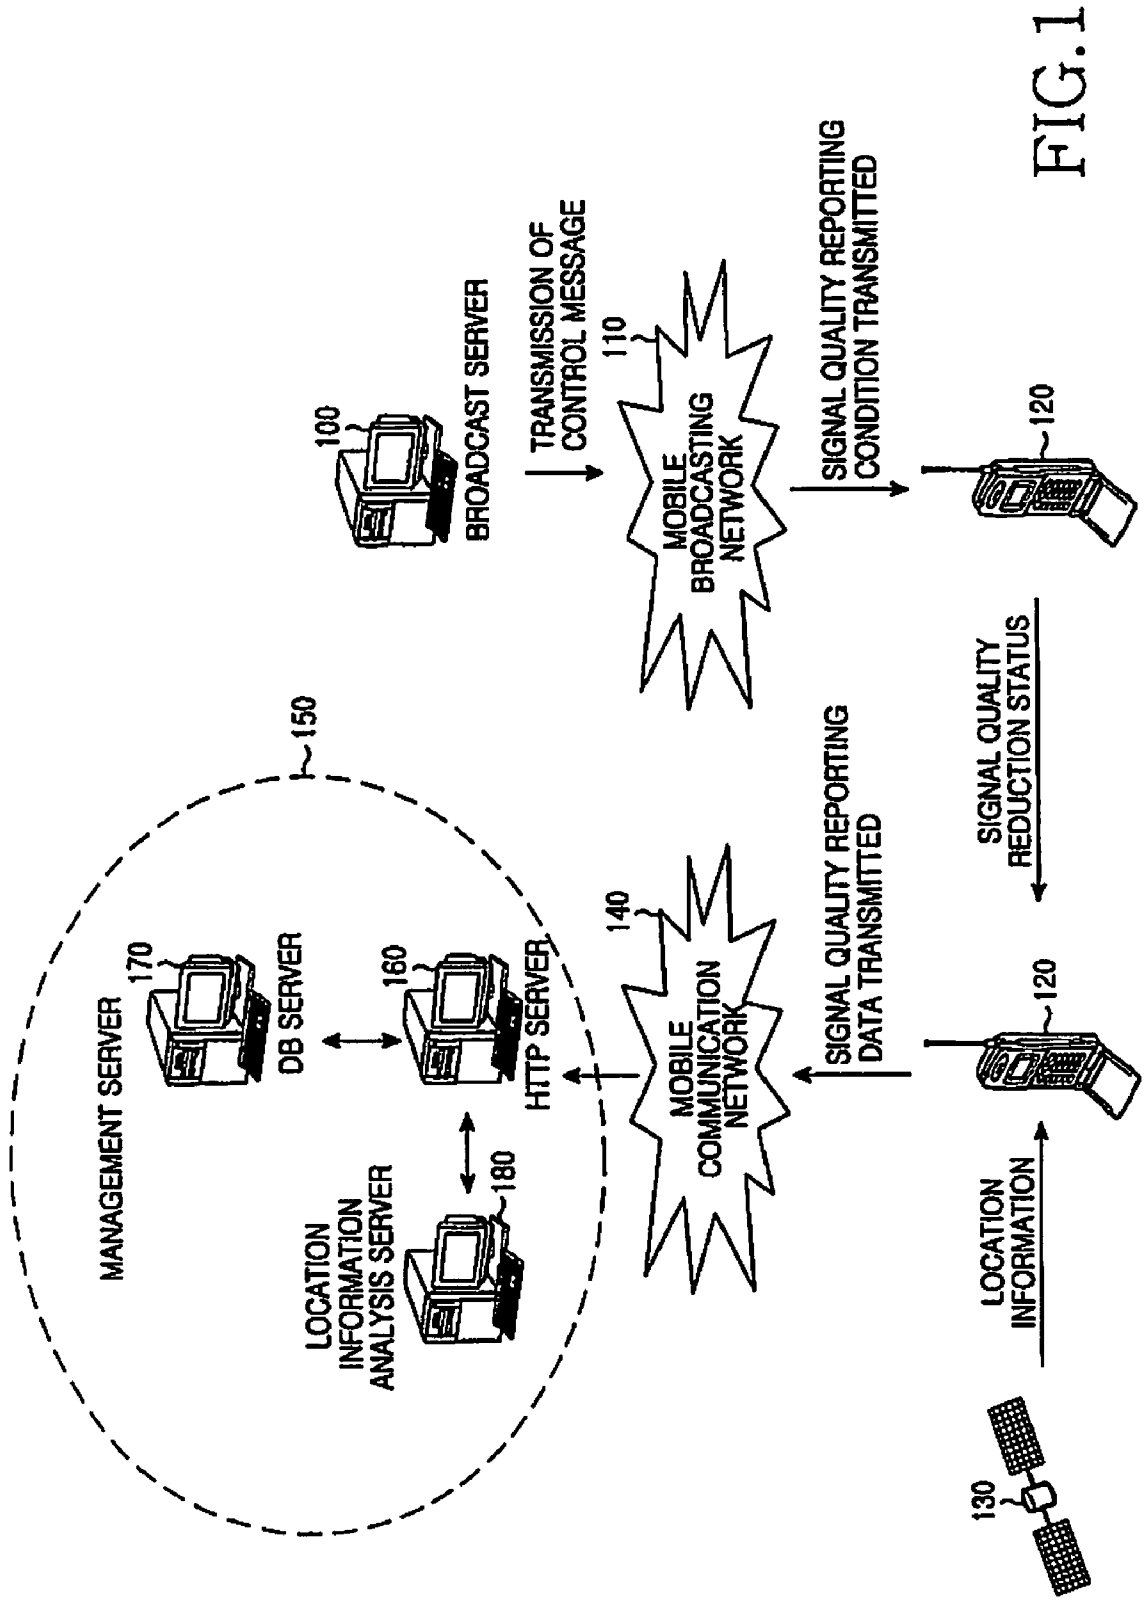 MANAGEMENT SERVER
150
170
DB SERVER
LOCATION
INFORMATION
ANALYSIS SERVER
180
160
HTTP SERVER
100
BROADCAST SERVER
TRANSMISSION OF
CONTROL MESSAGE
140
MOBILE
COMMUNICATION
NETWORK
110
MOBILE
BROADCASTING
NETWORK
SIGNAL QUALITY REPORTING
DATA TRANSMITTED
SIGNAL QUALITY REPORTING
CONDITION TRANSMITTED
130
LOCATION
INFORMATION
120
SIGNAL QUALITY
REDUCTION STATUS
120
FIG.1